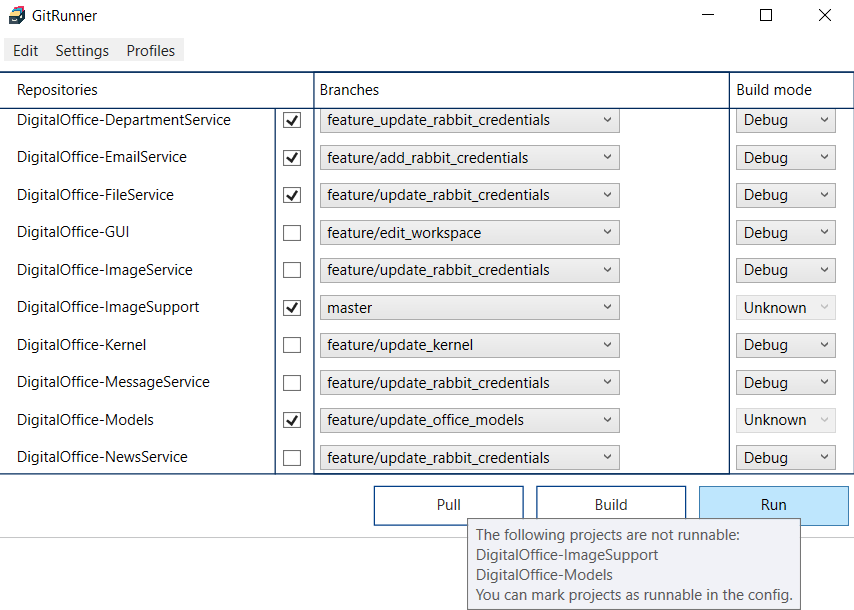 GitRunner
Edit Settings Profiles
Repositories Branches Build mode
DigitalOffice-DepartmentService feature_update_rabbit_credentials Debug
DigitalOffice-EmailService feature/add_rabbit_credentials Debug
DigitalOffice-FileService feature/update_rabbit_credentials Debug
DigitalOffice-GUI feature/edit_workspace Debug
DigitalOffice-ImageService feature/update_rabbit_credentials Debug
DigitalOffice-ImageSupport master Unknown
DigitalOffice-Kernel feature/update_kernel Debug
DigitalOffice-MessageService feature/update_rabbit_credentials Debug
DigitalOffice-Models feature/update_office_models Unknown
DigitalOffice-NewsService feature/update_rabbit_credentials Debug
Pull Build Run
The following projects are not runnable:
DigitalOffice-ImageSupport
DigitalOffice-Models
You can mark projects as runnable in the config.